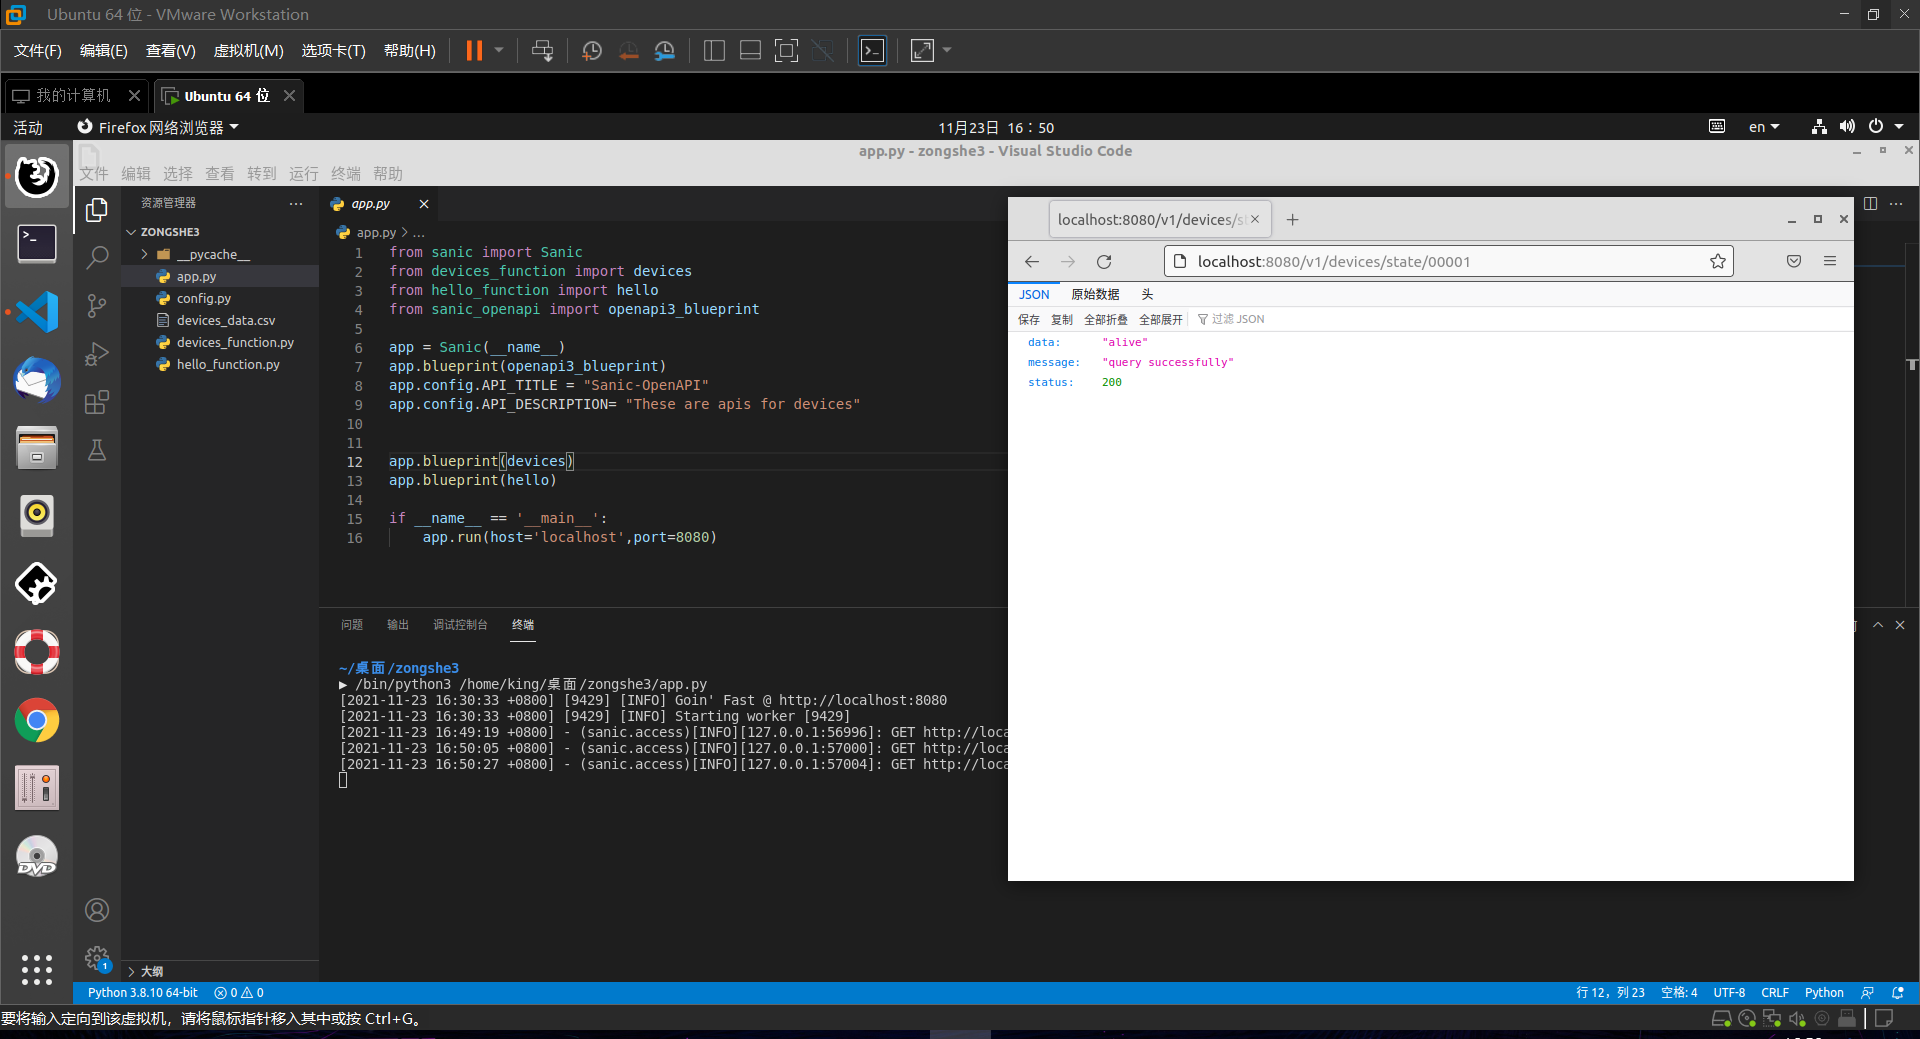 Ubuntu 64 位 - VMware Workstation
文件(F) 编辑(E) 查看(V) 虚拟机(M) 选项卡(T) 帮助(H)
我的计算机 Ubuntu 64 位
活动 Firefox 网络浏览器 11月23日 16：50 en
app.py - zongshe3 - Visual Studio Code
文件 编辑 选择 查看 转到 运行 终端 帮助
资源管理器 ···
ZONGSHE3
__pycache__
app.py
config.py
devices_data.csv
devices_function.py
hello_function.py
大纲
app.py
app.py > ...
1 from sanic import Sanic
2 from devices_function import devices
3 from hello_function import hello
4 from sanic_openapi import openapi3_blueprint
5
6 app = Sanic(__name__)
7 app.blueprint(openapi3_blueprint)
8 app.config.API_TITLE = "Sanic-OpenAPI"
9 app.config.API_DESCRIPTION= "These are apis for devices"
10
11
12 app.blueprint(devices)
13 app.blueprint(hello)
14
15 if __name__ == '__main__':
16 app.run(host='localhost',port=8080)
问题 输出 调试控制台 终端
~/桌面/zongshe3
▶ /bin/python3 /home/king/桌面/zongshe3/app.py
[2021-11-23 16:30:33 +0800] [9429] [INFO] Goin' Fast @ http://localhost:8080
[2021-11-23 16:30:33 +0800] [9429] [INFO] Starting worker [9429]
[2021-11-23 16:49:19 +0800] - (sanic.access)[INFO][127.0.0.1:56996]: GET http://loca
[2021-11-23 16:50:05 +0800] - (sanic.access)[INFO][127.0.0.1:57000]: GET http://loca
[2021-11-23 16:50:27 +0800] - (sanic.access)[INFO][127.0.0.1:57004]: GET http://loca
localhost:8080/v1/devices/s
localhost:8080/v1/devices/state/00001
JSON 原始数据 头
保存 复制 全部折叠 全部展开 过滤 JSON
data: "alive"
message: "query successfully"
status: 200
DVD
1
Python 3.8.10 64-bit 0 0 行 12，列 23 空格: 4 UTF-8 CRLF Python
要将输入定向到该虚拟机，请将鼠标指针移入其中或按 Ctrl+G。